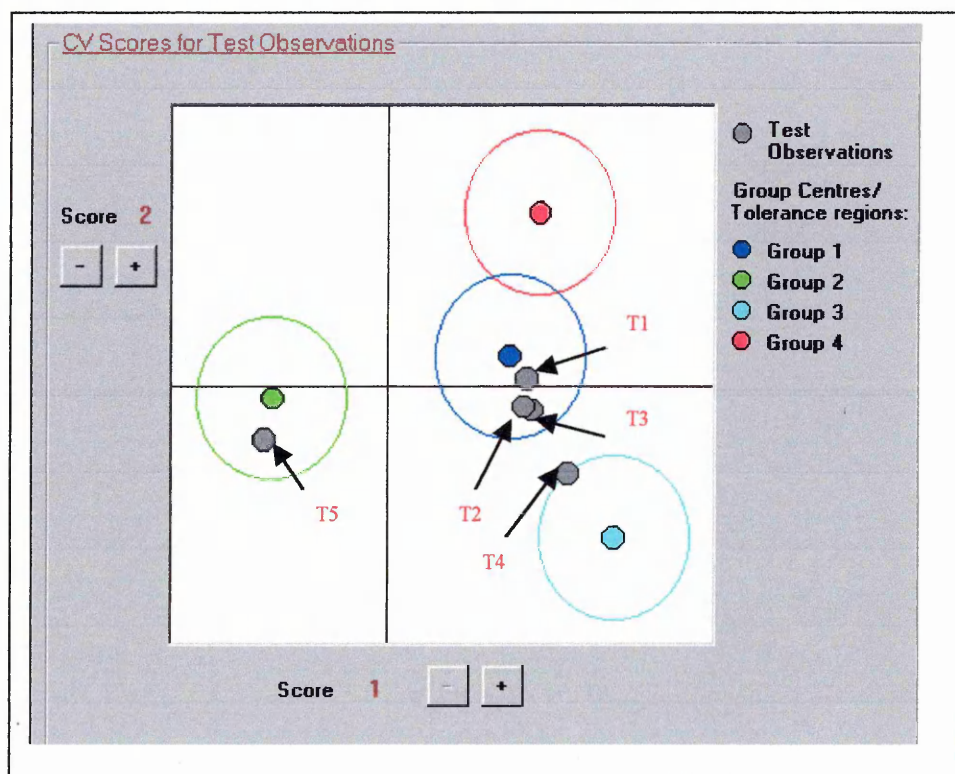 CV Scores for Test Observations
Test
Observations
Group Centres/
Tolerance regions:
Group 1
Group 2
Group 3
Group 4
Score 2
- +
T1
T3
T2
T5
T4
Score 1 - +